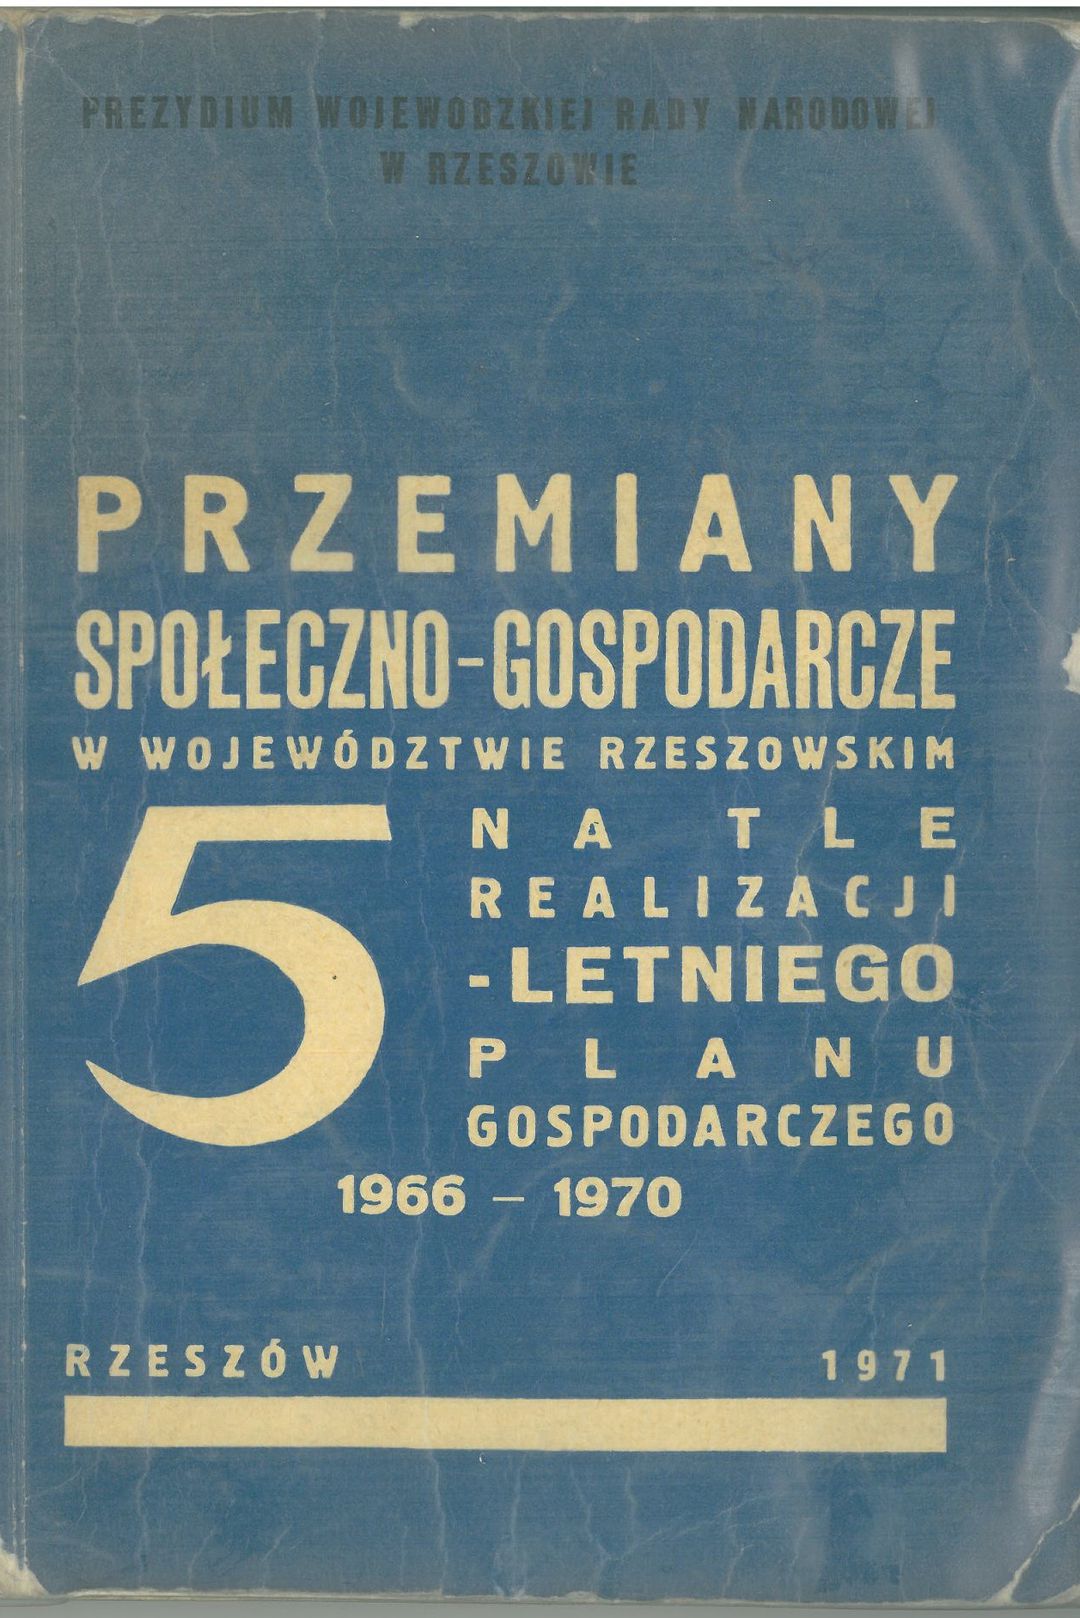 PREZYDIUM WOJEWODZKIEJ RADY NARODOWEJ
W RZESZOWIE
PRZEMIANY
SPOŁECZNO-GOSPODARCZE
W WOJEWÓDZTWIE RZESZOWSKIM
NA TLE
REALIZACJI
5-LETNIEGO
PLANU
GOSPODARCZEGO
1966 – 1970
RZESZÓW 1971